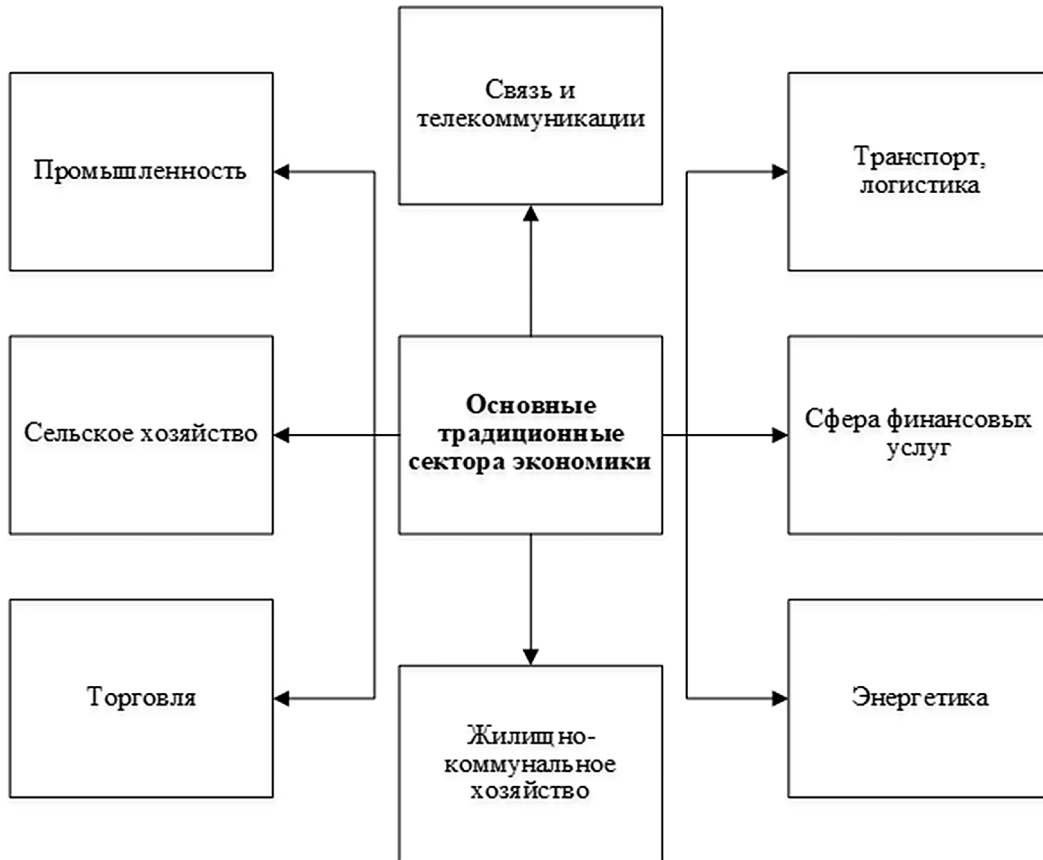 Связь и
телекоммуникации
Промышленность
Транспорт,
логистика
Основные
традиционные
сектора экономики
Сельское хозяйство
Сфера финансовых
услуг
Торговля
Энергетика
Жилищно-
коммунальное
хозяйство